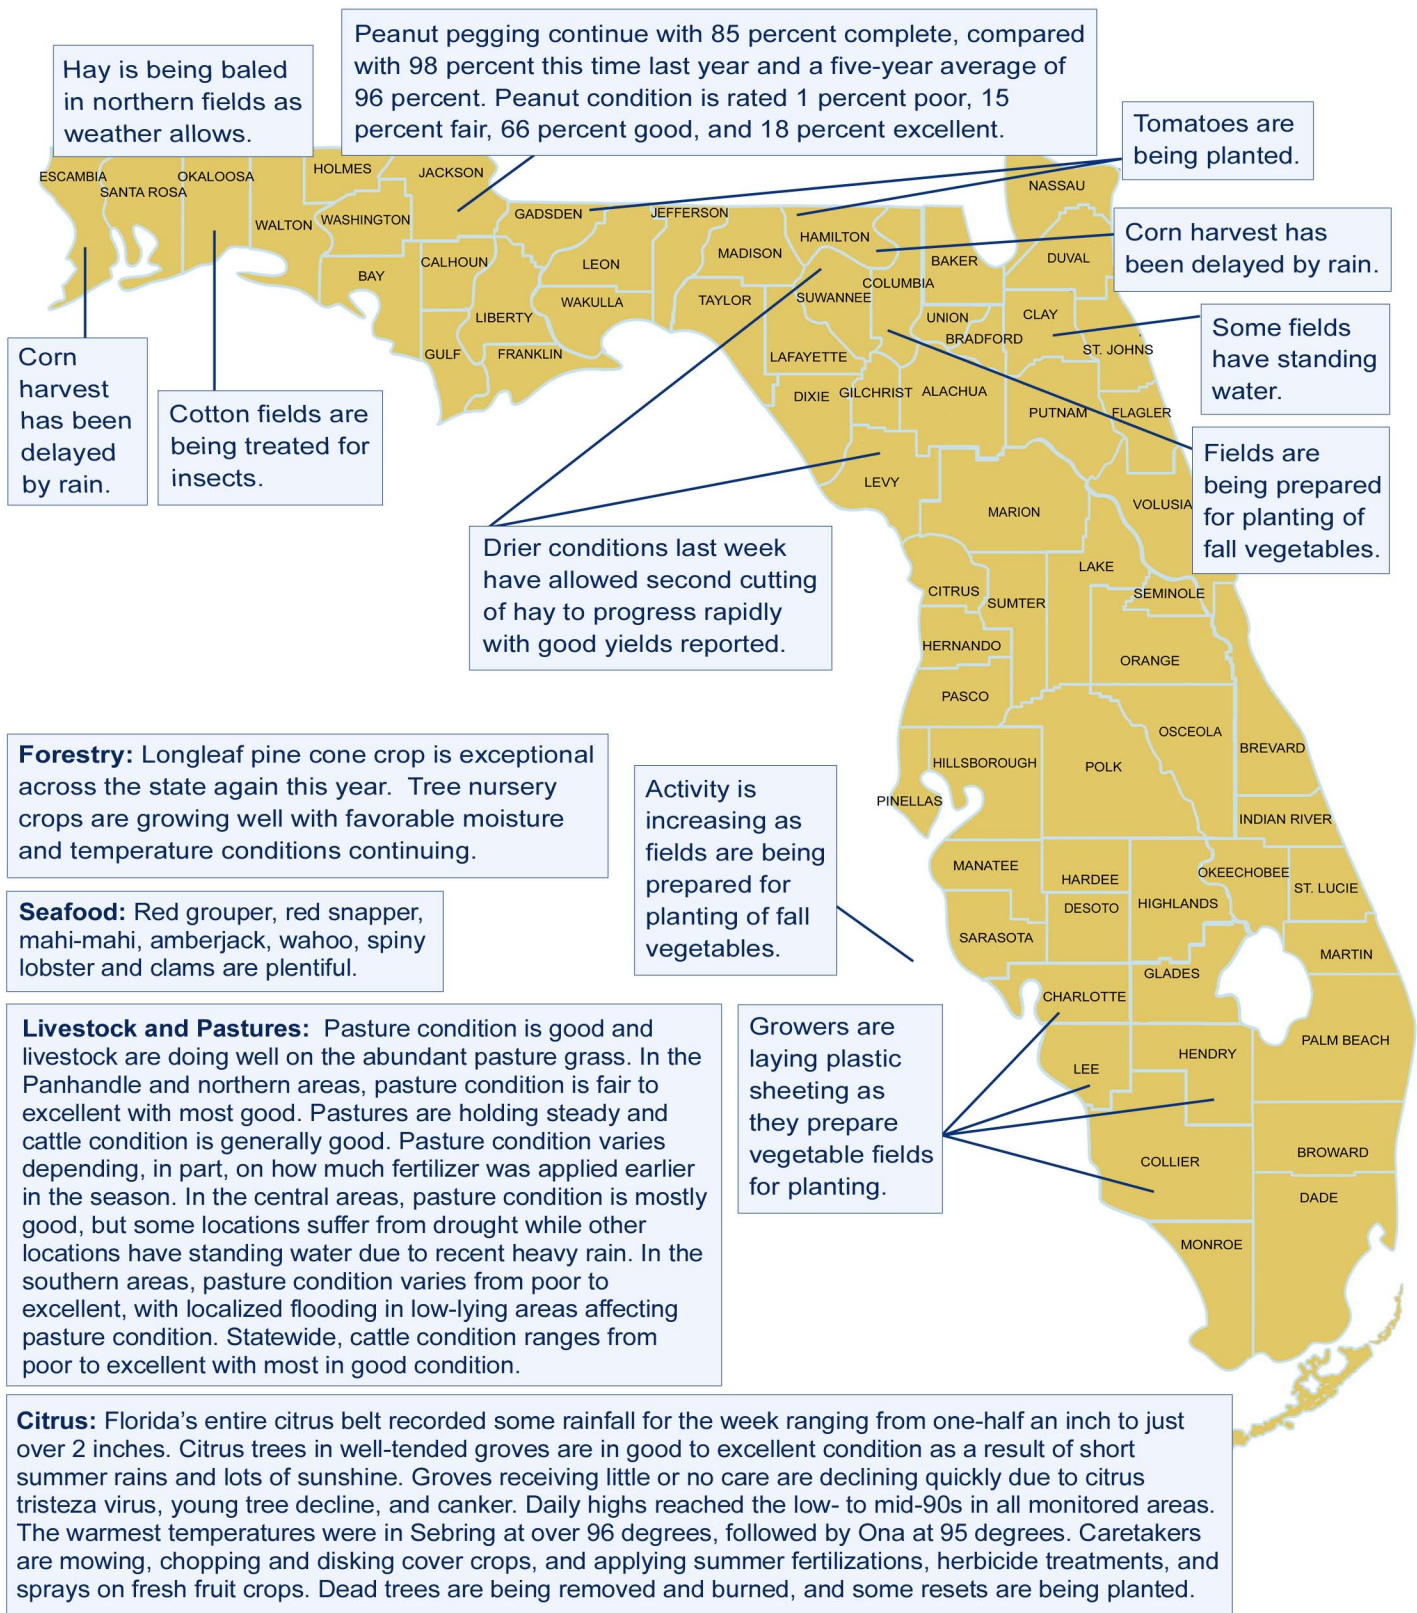 Peanut pegging continue with 85 percent complete, compared
with 98 percent this time last year and a five-year average of
96 percent. Peanut condition is rated 1 percent poor, 15
percent fair, 66 percent good, and 18 percent excellent.
Hay is being baled
in northern fields as
weather allows.
Tomatoes are
being planted.
ESCAMBIA
SANTA ROSA
OKALOOSA
WALTON
HOLMES
WASHINGTON
JACKSON
BAY
CALHOUN
GULF
LIBERTY
FRANKLIN
GADSDEN
LEON
WAKULLA
JEFFERSON
MADISON
TAYLOR
HAMILTON
SUWANNEE
LAFAYETTE
DIXIE
COLUMBIA
GILCHRIST
BAKER
UNION
BRADFORD
ALACHUA
LEVY
NASSAU
DUVAL
CLAY
ST. JOHNS
PUTNAM
FLAGLER
MARION
VOLUSIA
Corn harvest has
been delayed by rain.
Some fields
have standing
water.
Fields are
being prepared
for planting of
fall vegetables.
Corn
harvest
has been
delayed
by rain.
Cotton fields are
being treated for
insects.
Drier conditions last week
have allowed second cutting
of hay to progress rapidly
with good yields reported.
CITRUS
SUMTER
LAKE
SEMINOLE
HERNANDO
ORANGE
PASCO
OSCEOLA
BREVARD
HILLSBOROUGH
POLK
PINELLAS
INDIAN RIVER
MANATEE
HARDEE
HIGHLANDS
OKEECHOBEE
ST. LUCIE
DESOTO
SARASOTA
MARTIN
GLADES
CHARLOTTE
PALM BEACH
HENDRY
LEE
COLLIER
BROWARD
DADE
MONROE
Forestry: Longleaf pine cone crop is exceptional
across the state again this year. Tree nursery
crops are growing well with favorable moisture
and temperature conditions continuing.
Activity is
increasing as
fields are being
prepared for
planting of fall
vegetables.
Seafood: Red grouper, red snapper,
mahi-mahi, amberjack, wahoo, spiny
lobster and clams are plentiful.
Growers are
laying plastic
sheeting as
they prepare
vegetable fields
for planting.
Livestock and Pastures: Pasture condition is good and
livestock are doing well on the abundant pasture grass. In the
Panhandle and northern areas, pasture condition is fair to
excellent with most good. Pastures are holding steady and
cattle condition is generally good. Pasture condition varies
depending, in part, on how much fertilizer was applied earlier
in the season. In the central areas, pasture condition is mostly
good, but some locations suffer from drought while other
locations have standing water due to recent heavy rain. In the
southern areas, pasture condition varies from poor to
excellent, with localized flooding in low-lying areas affecting
pasture condition. Statewide, cattle condition ranges from
poor to excellent with most in good condition.
Citrus: Florida’s entire citrus belt recorded some rainfall for the week ranging from one-half an inch to just
over 2 inches. Citrus trees in well-tended groves are in good to excellent condition as a result of short
summer rains and lots of sunshine. Groves receiving little or no care are declining quickly due to citrus
tristeza virus, young tree decline, and canker. Daily highs reached the low- to mid-90s in all monitored areas.
The warmest temperatures were in Sebring at over 96 degrees, followed by Ona at 95 degrees. Caretakers
are mowing, chopping and disking cover crops, and applying summer fertilizations, herbicide treatments, and
sprays on fresh fruit crops. Dead trees are being removed and burned, and some resets are being planted.